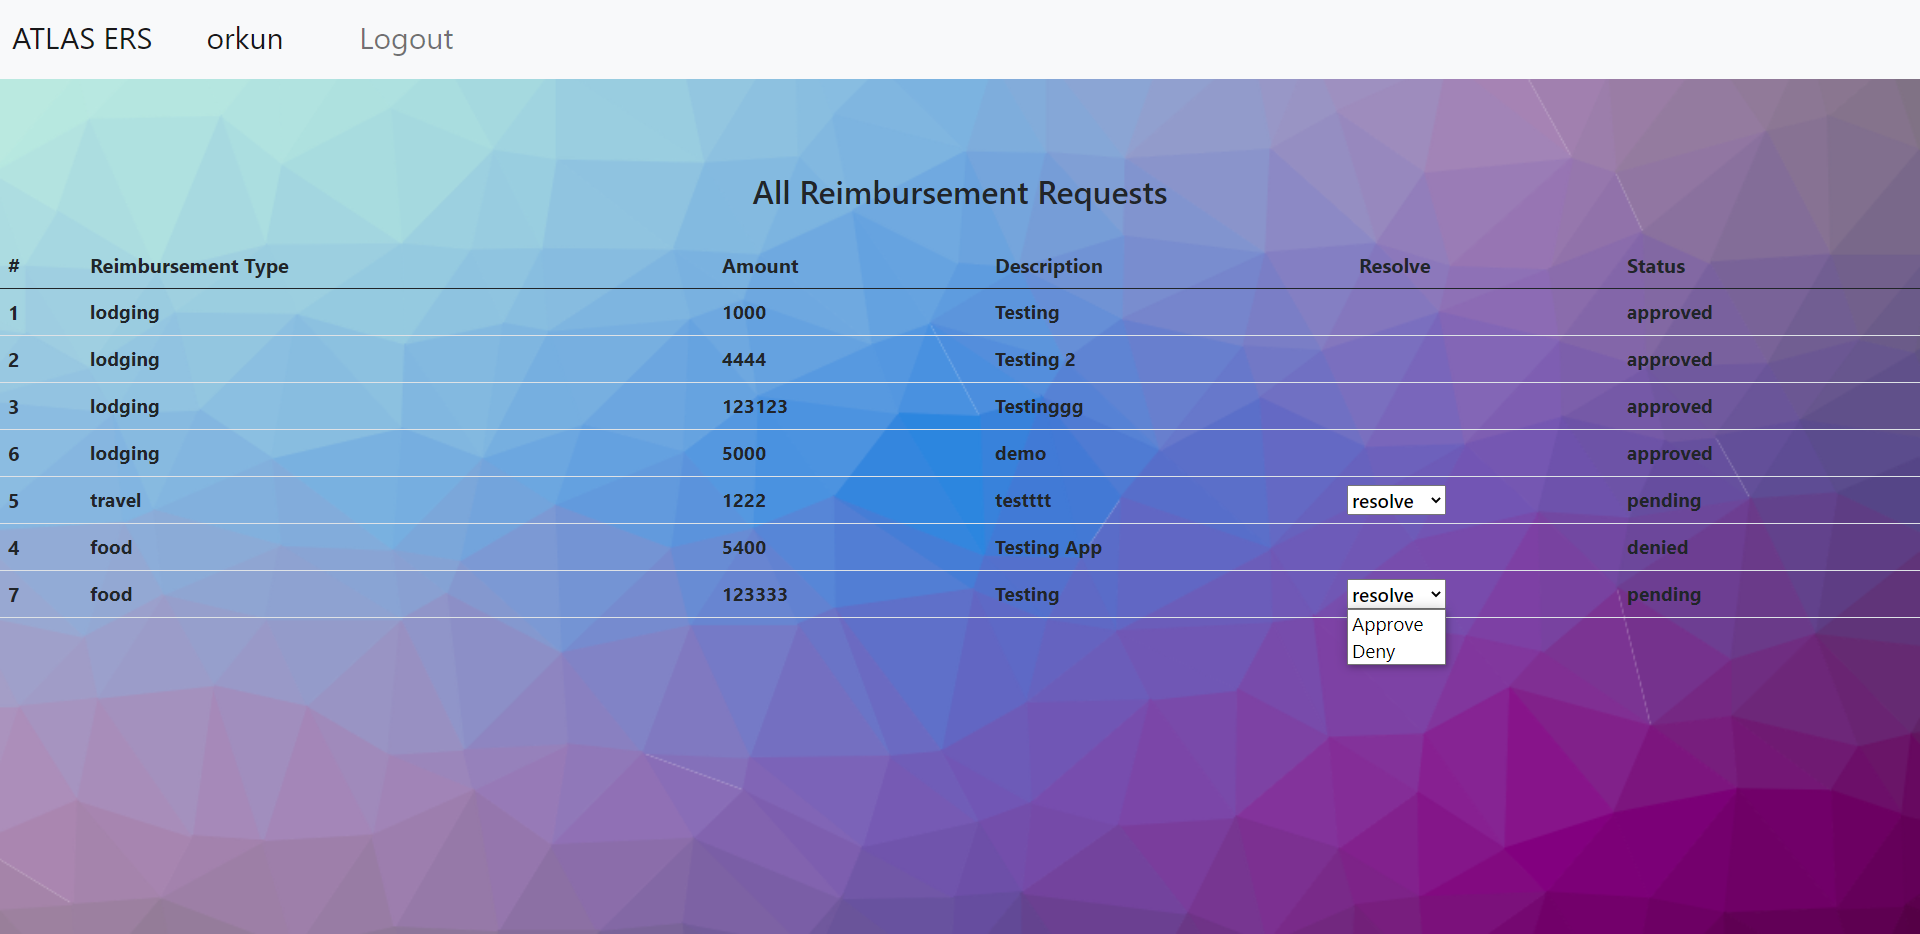 ATLAS ERS orkun Logout
All Reimbursement Requests
# Reimbursement Type Amount Description Resolve Status
1 lodging 1000 Testing approved
2 lodging 4444 Testing 2 approved
3 lodging 123123 Testinggg approved
6 lodging 5000 demo approved
5 travel 1222 testttt resolve pending
4 food 5400 Testing App denied
7 food 123333 Testing resolve pending
Approve
Deny